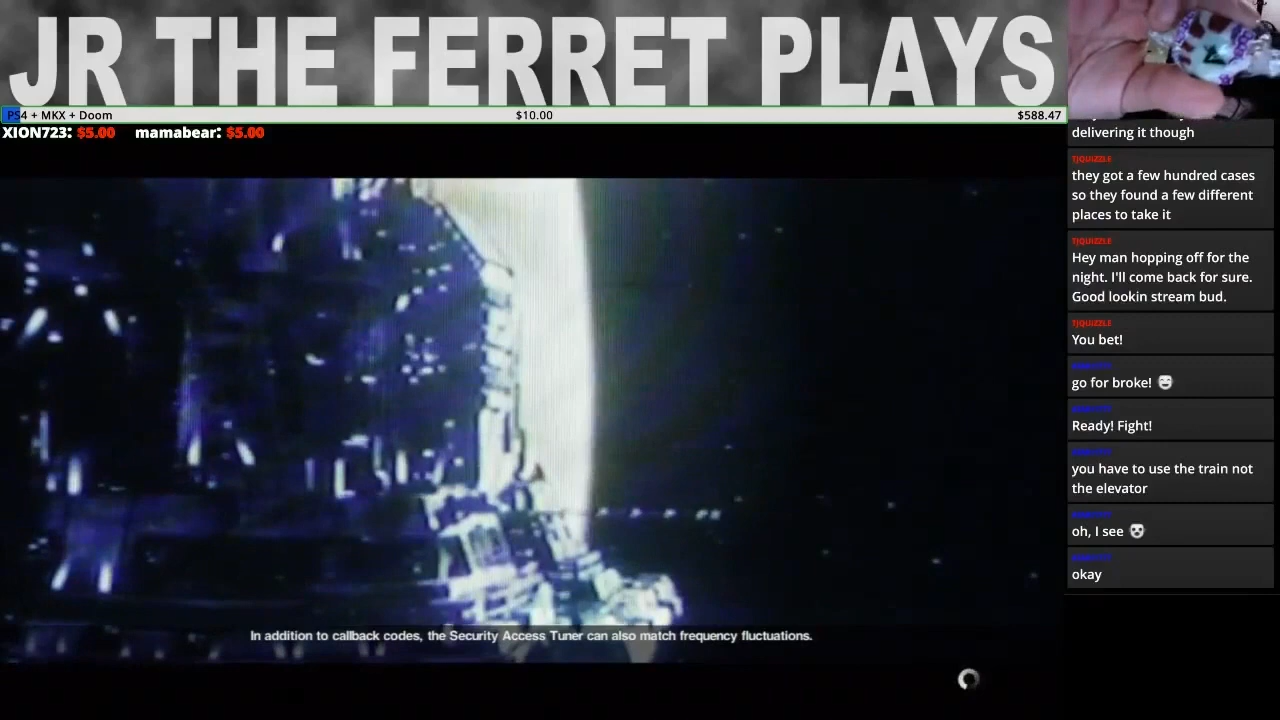 JR THE FERRET PLAYS
PS4 + MKX + Doom $10.00 $588.47
XION723: $5.00 mamabear: $5.00
delivering it though
TJQUIZZLE
they got a few hundred cases
so they found a few different
places to take it
TJQUIZZLE
Hey man hopping off for the
night. I'll come back for sure.
Good lookin stream bud.
TJQUIZZLE
You bet!
go for broke!
Ready! Fight!
you have to use the train not
the elevator
oh, I see
okay
In addition to callback codes, the Security Access Tuner can also match frequency fluctuations.